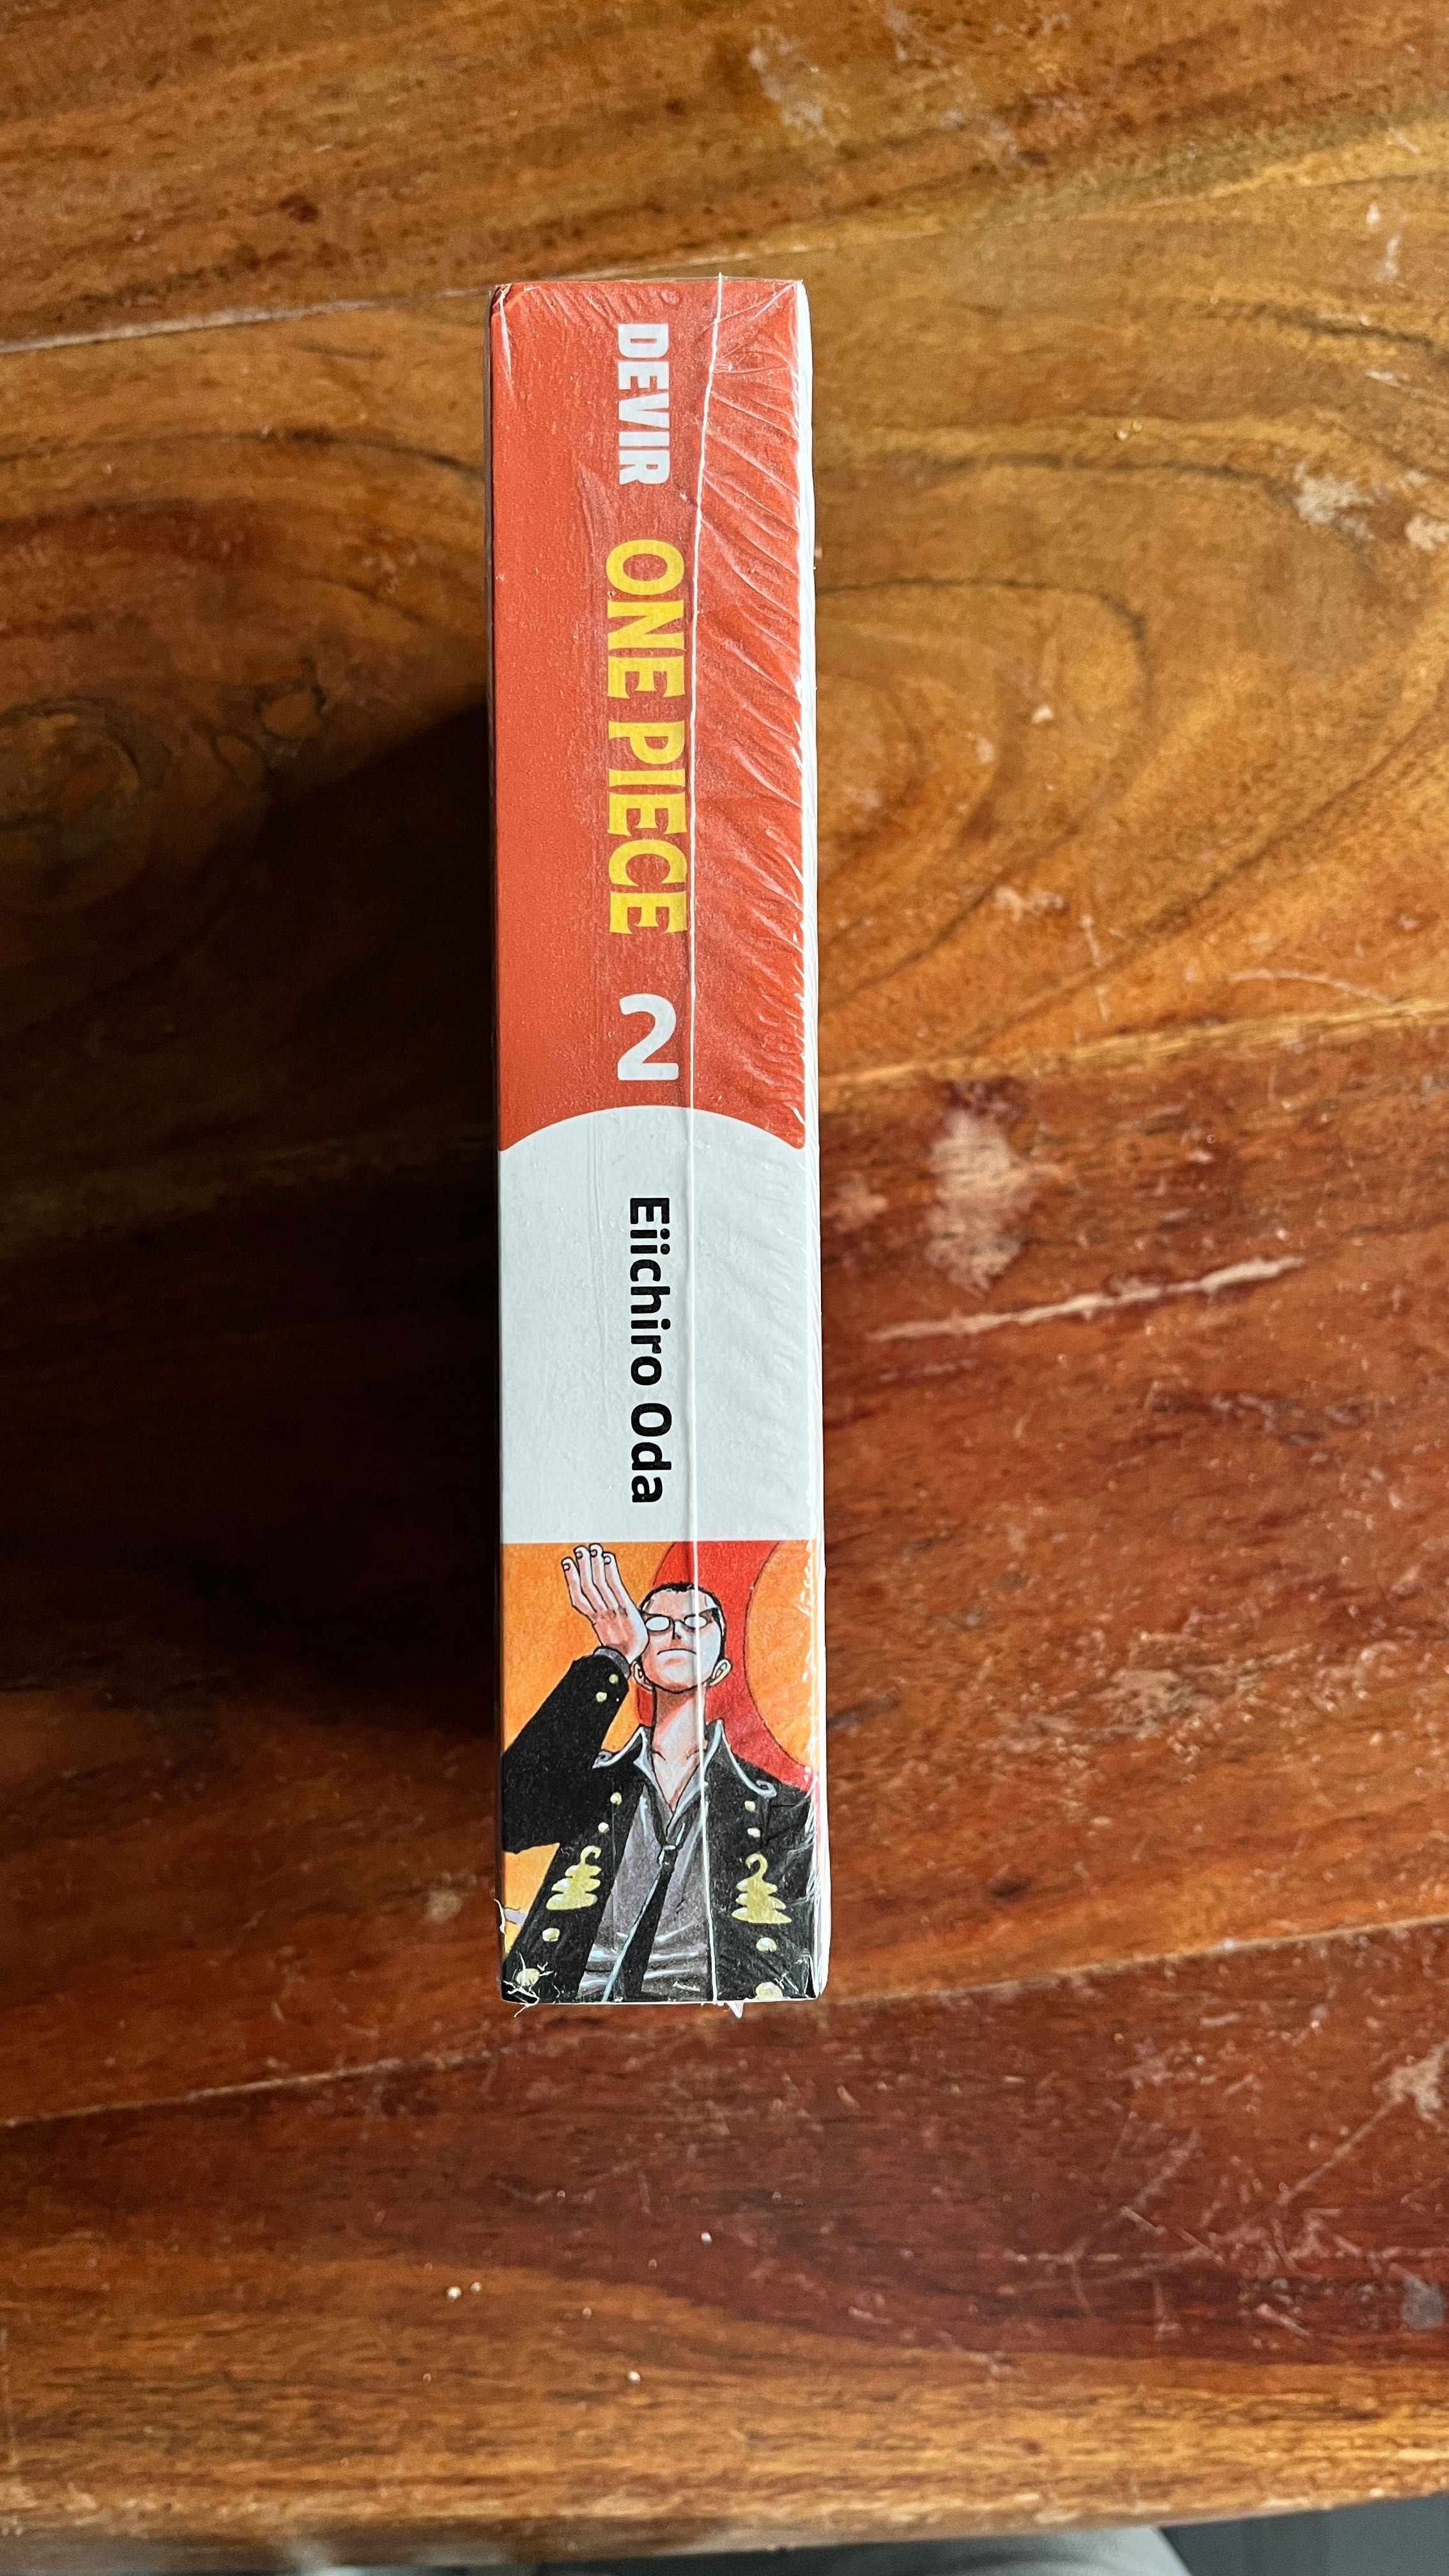 DEVIR
ONE PIECE
2
Eiichiro Oda